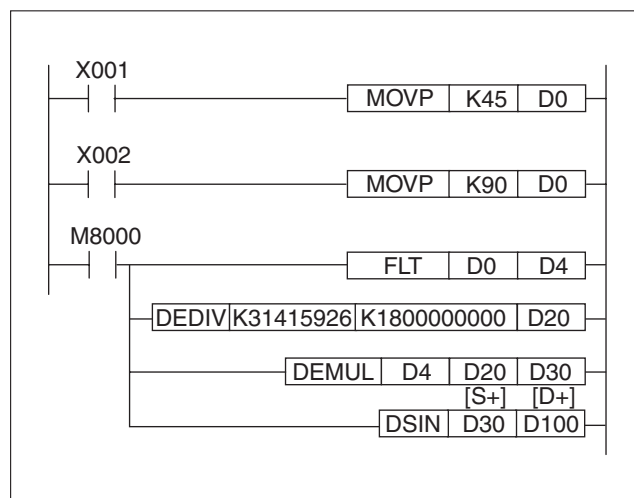 X001
MOVP K45 D0
X002
MOVP K90 D0
M8000
FLT D0 D4
DEDIV K31415926 K1800000000 D20
DEMUL D4 D20 D30
[S+] [D+]
DSIN D30 D100